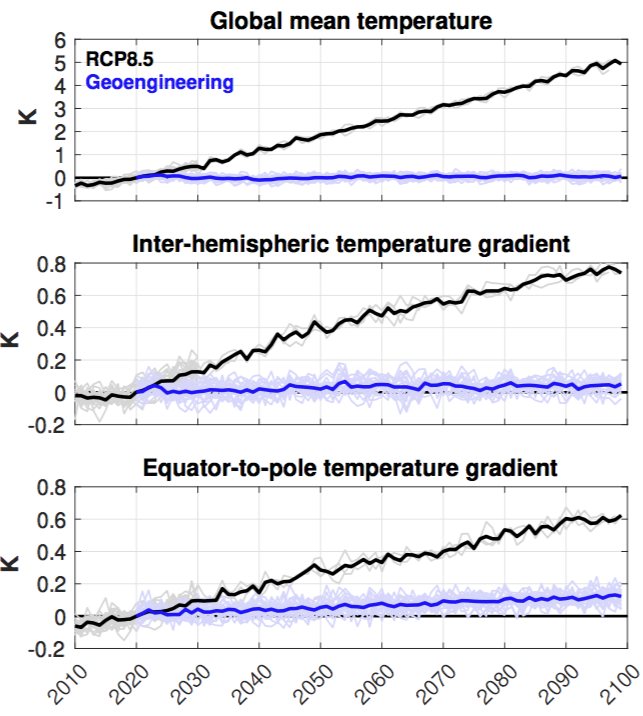 Global mean temperature
6
5
4
3
2
1
0
-1
K
RCP8.5
Geoengineering
Inter-hemispheric temperature gradient
0.8
0.6
0.4
0.2
0
-0.2
K
Equator-to-pole temperature gradient
0.8
0.6
0.4
0.2
0
-0.2
K
2010 2020 2030 2040 2050 2060 2070 2080 2090 2100